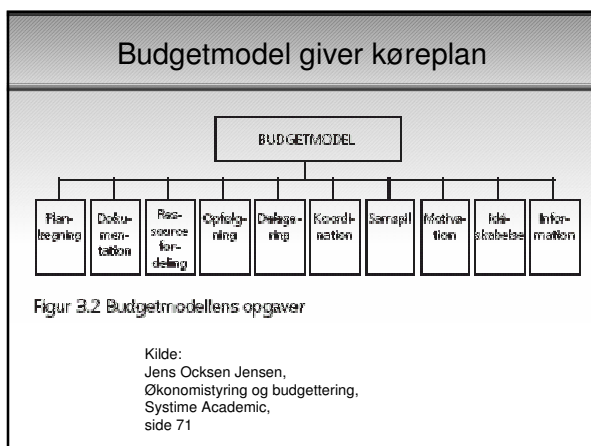 Budgetmodel giver køreplan
BUDGETMODEL
Plan-
lægning
Doku-
men-
tation
Res-
source
for-
deling
Opfølg-
ning
Delege-
ring
Koordi-
nation
Samspil
Motiva-
tion
Idé-
skabelse
Infor-
mation
Figur 3.2 Budgetmodellens opgaver
Kilde:
Jens Ocksen Jensen,
Økonomistyring og budgettering,
Systime Academic,
side 71